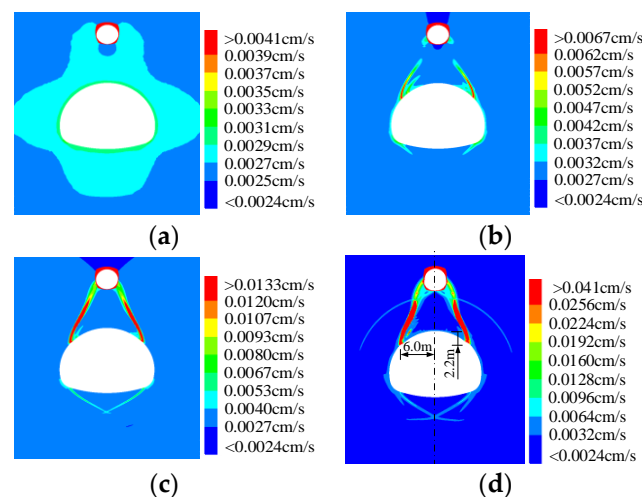 >0.0041cm/s
0.0039cm/s
0.0037cm/s
0.0035cm/s
0.0033cm/s
0.0031cm/s
0.0029cm/s
0.0027cm/s
0.0025cm/s
<0.0024cm/s
(a)
>0.0067cm/s
0.0062cm/s
0.0057cm/s
0.0052cm/s
0.0047cm/s
0.0042cm/s
0.0037cm/s
0.0032cm/s
0.0027cm/s
<0.0024cm/s
(b)
>0.0133cm/s
0.0120cm/s
0.0107cm/s
0.0093cm/s
0.0080cm/s
0.0067cm/s
0.0053cm/s
0.0040cm/s
0.0027cm/s
<0.0024cm/s
(c)
6.0m
2.2m
>0.041cm/s
0.0256cm/s
0.0224cm/s
0.0192cm/s
0.0160cm/s
0.0128cm/s
0.0096cm/s
0.0064cm/s
0.0032cm/s
<0.0024cm/s
(d)